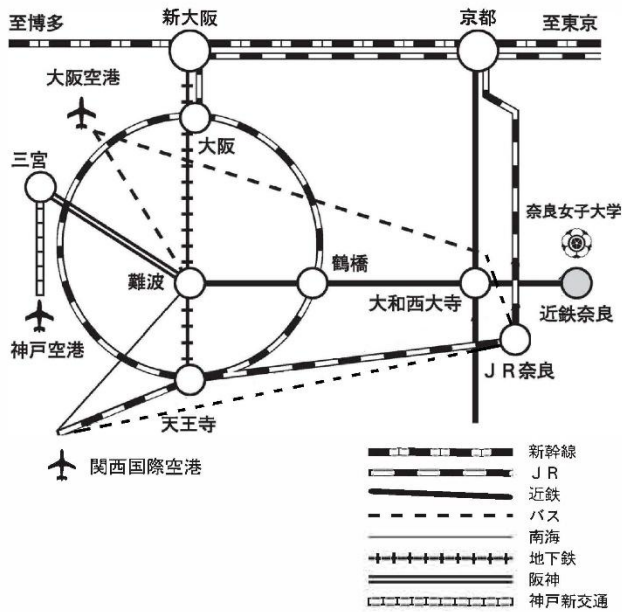 至博多
新大阪
京都
至東京
大阪空港
大阪
三宮
奈良女子大学
鶴橋
難波
大和西大寺
近鉄奈良
神戸空港
JR奈良
天王寺
関西国際空港
新幹線
JR
近鉄
バス
南海
地下鉄
阪神
神戸新交通